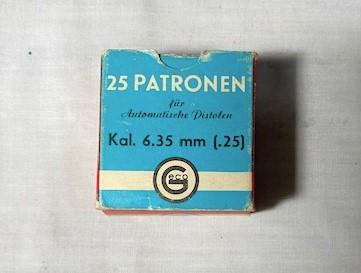 25 PATRONEN
für
Automatische Pistolen
Kal. 6.35 mm (.25)
Geco